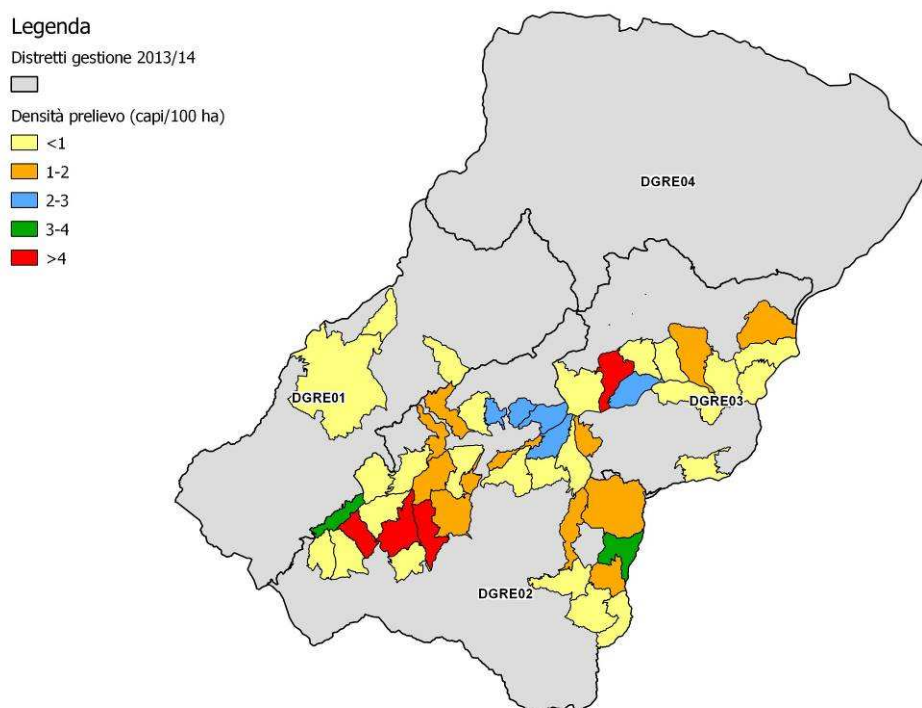 Legenda
Distretti gestione 2013/14
Densità prelievo (capi/100 ha)
<1
1-2
2-3
3-4
>4
DGRE04
DGRE01
DGRE03
DGRE02